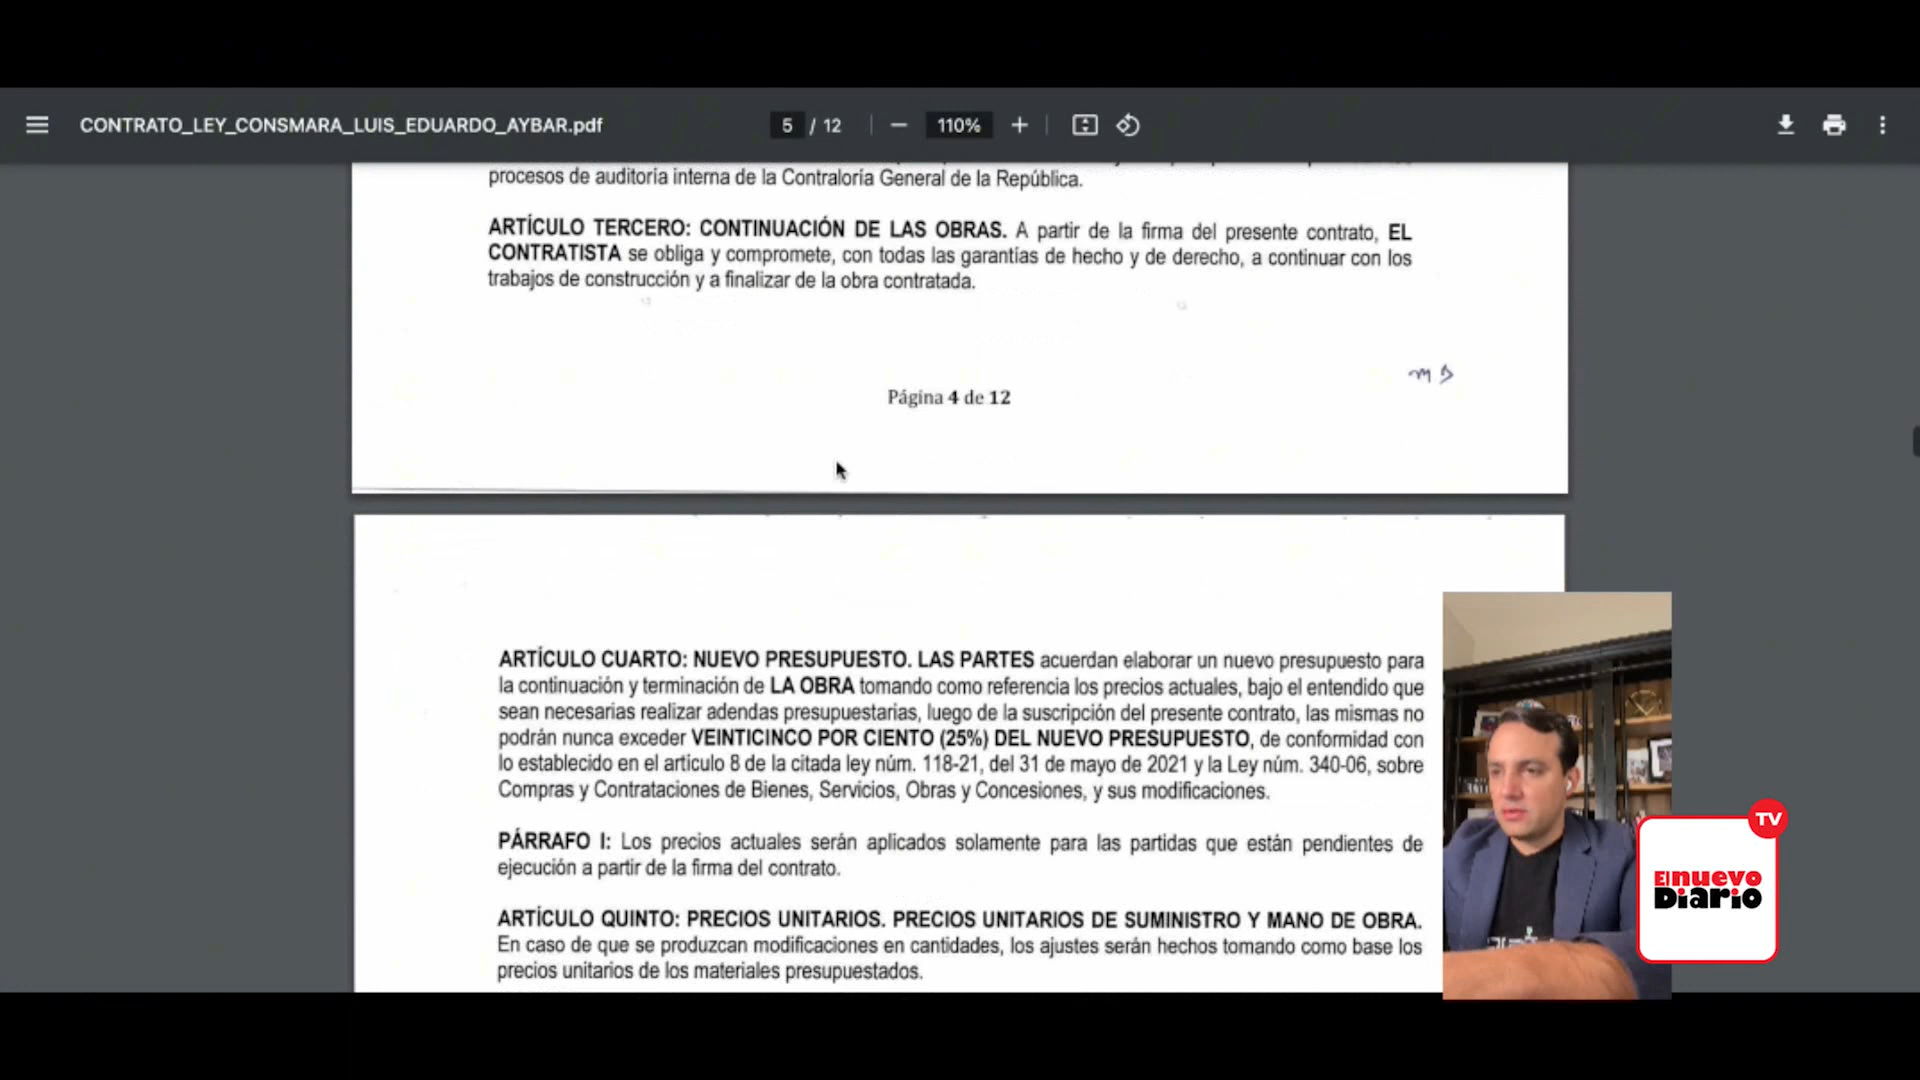 CONTRATO_LEY_CONSMARA_LUIS_EDUARDO_AYBAR.pdf
5 / 12
110%
procesos de auditoria interna de la Contraloria General de la República.
ARTÍCULO TERCERO: CONTINUACIÓN DE LAS OBRAS. A partir de la firma del presente contrato, EL
CONTRATISTA se obliga y compromete, con todas las garantías de hecho y de derecho, a continuar con los
trabajos de construcción y a finalizar de la obra contratada.
Página 4 de 12
ARTÍCULO CUARTO: NUEVO PRESUPUESTO. LAS PARTES acuerdan elaborar un nuevo presupuesto para
la continuación y terminación de LA OBRA tomando como referencia los precios actuales, bajo el entendido que
sean necesarias realizar adendas presupuestarias, luego de la suscripción del presente contrato, las mismas no
podrán nunca exceder VEINTICINCO POR CIENTO (25%) DEL NUEVO PRESUPUESTO, de conformidad con
lo establecido en el artículo 8 de la citada ley núm. 118-21, del 31 de mayo de 2021 y la Ley núm. 340-06, sobre
Compras y Contrataciones de Bienes, Servicios, Obras y Concesiones, y sus modificaciones.
PÁRRAFO I: Los precios actuales serán aplicados solamente para las partidas que están pendientes de
ejecución a partir de la firma del contrato.
ARTÍCULO QUINTO: PRECIOS UNITARIOS. PRECIOS UNITARIOS DE SUMINISTRO Y MANO DE OBRA.
En caso de que se produzcan modificaciones en cantidades, los ajustes serán hechos tomando como base los
precios unitarios de los materiales presupuestados.
TV
El nuevo
Diario